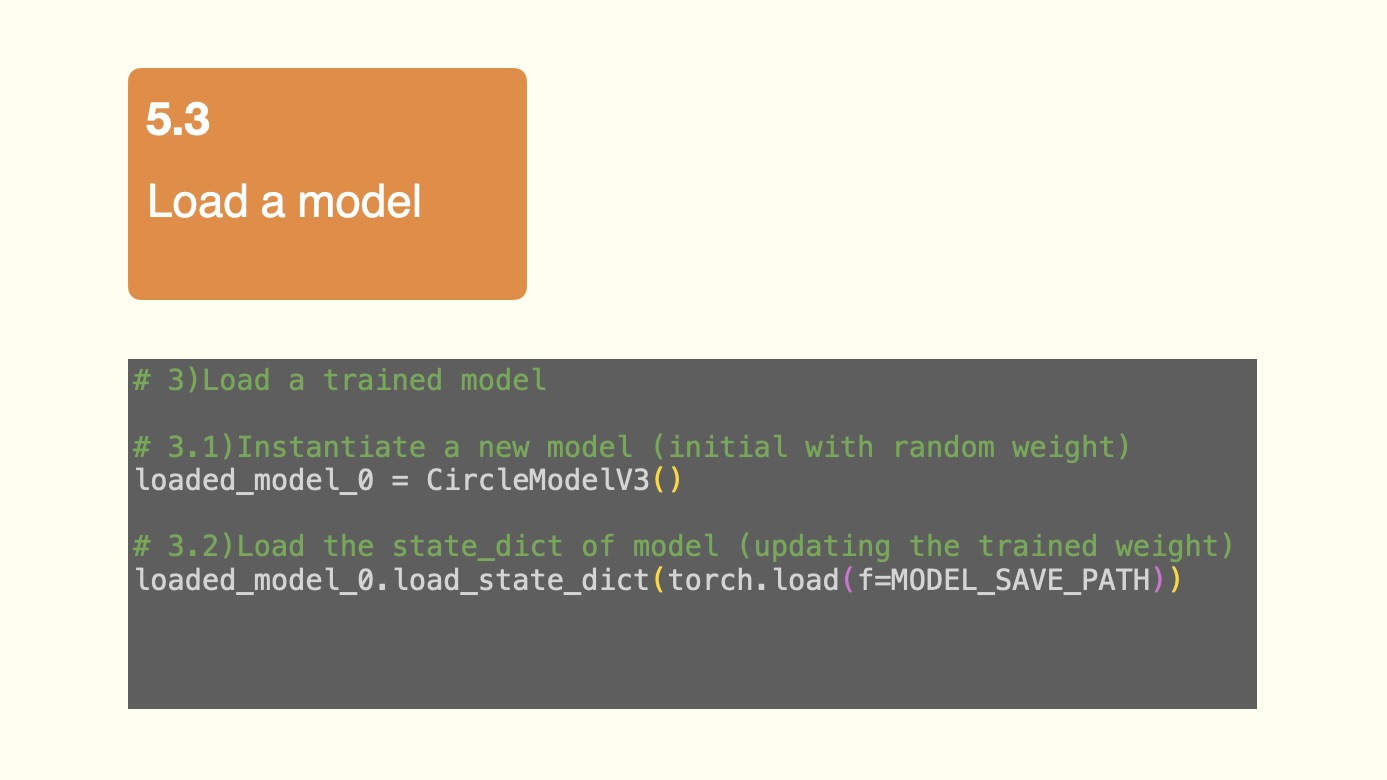 5.3
Load a model
# 3)Load a trained model
# 3.1)Instantiate a new model (initial with random weight)
loaded_model_0 = CircleModelV3()
# 3.2)Load the state_dict of model (updating the trained weight)
loaded_model_0.load_state_dict(torch.load(f=MODEL_SAVE_PATH))